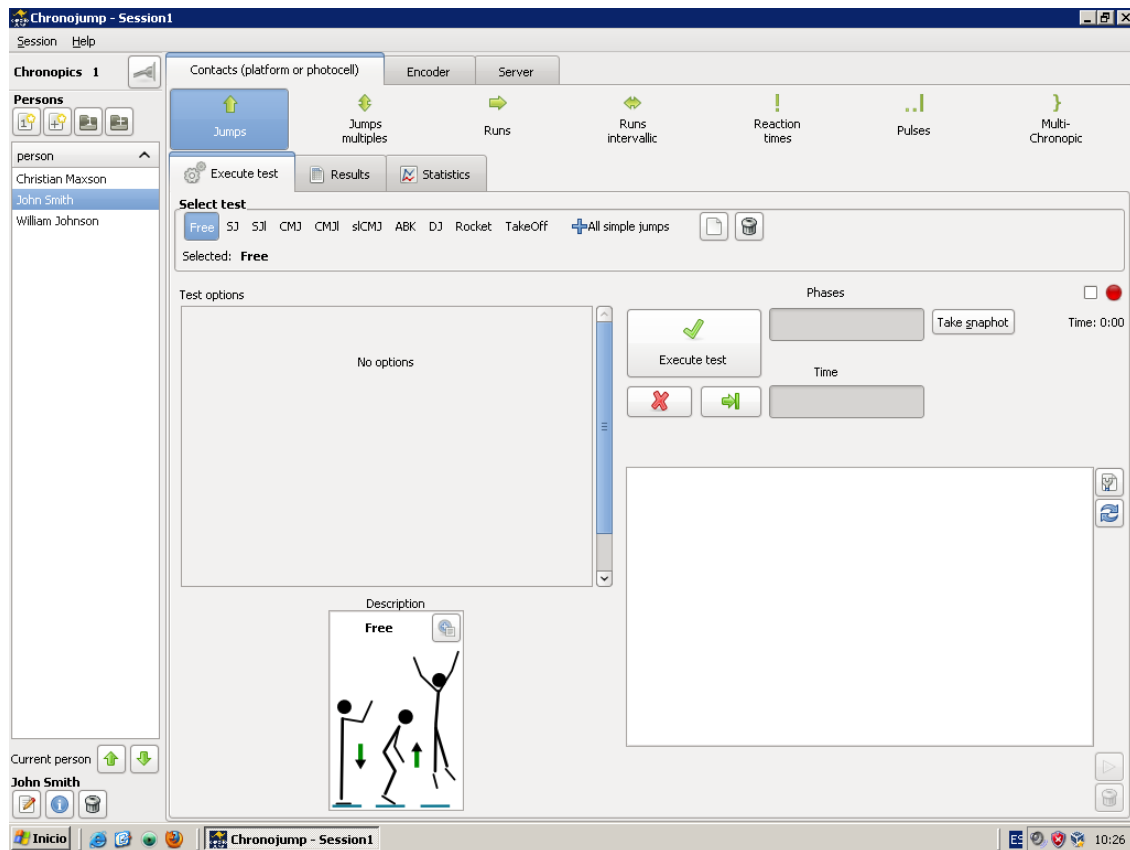 Chronojump - Session1
Session Help
Chronopics 1
Contacts (platform or photocell) Encoder Server
Persons
Jumps
Jumps
multiples
Runs
Runs
intervallic
Reaction
times
Pulses
Multi-
Chronopic
person
Christian Maxson
John Smith
William Johnson
Execute test Results Statistics
Select test
Free SJ SJl CMJ CMJl slCMJ ABK DJ Rocket TakeOff All simple jumps
Selected: Free
Test options
No options
Phases
Execute test
Take snaphot
Time: 0:00
Time
Description
Free
Current person
John Smith
Inicio
Chronojump - Session1
ES
10:26